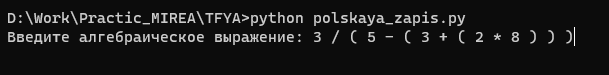 D:\Work\Practic_MIREA\TFYA>python polskaya_zapis.py
Введите алгебраическое выражение: 3 / ( 5 - ( 3 + ( 2 * 8 ) ) )